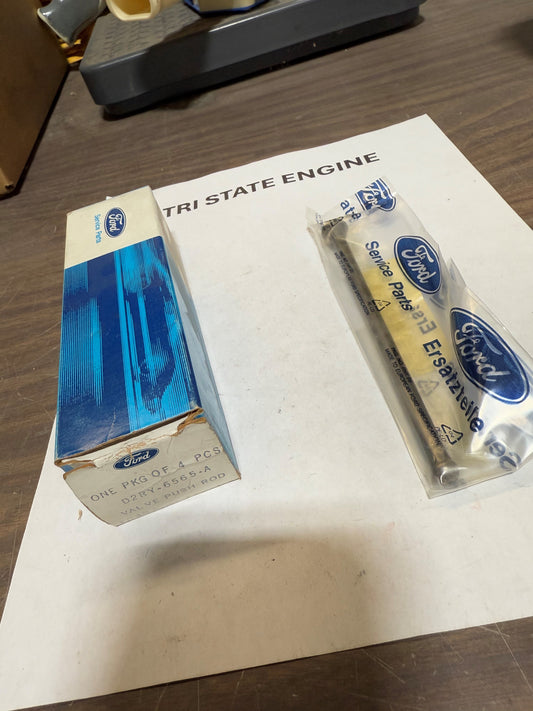 TRI STATE ENGINE
Ford
Service Parts
Ford
ONE PKG OF 4 PCS
D2RY-6565-A
VALVE PUSH ROD
Ford
Ford
Service Parts
Ford
Ersatzteile